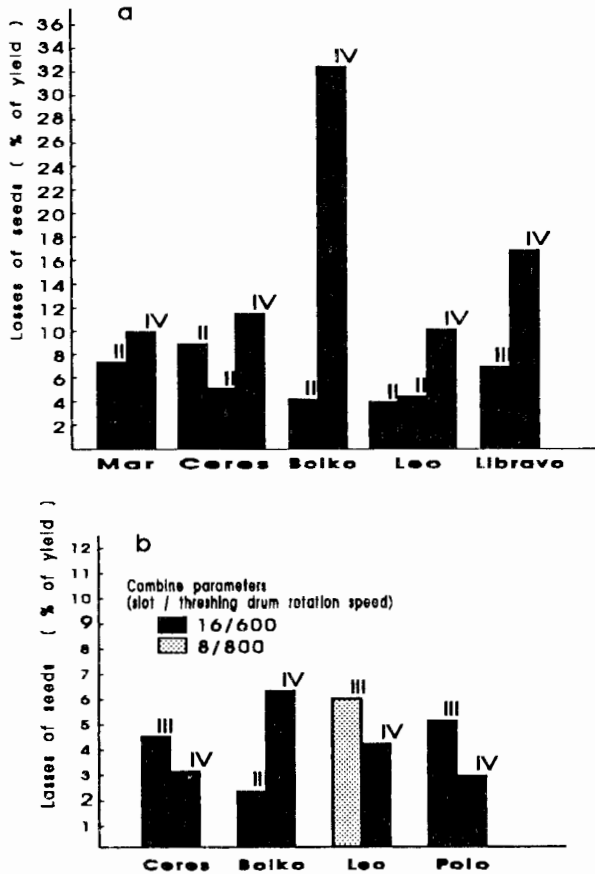 a
Losses of seeds ( % of yield )
36
34
32
30
28
26
24
22
20
18
16
14
12
10
8
6
4
2
II IV
II II IV
II IV
II II IV
III IV
Mar Ceres Bolko Leo Libravo
b
Losses of seeds ( % of yield )
12
11
10
9
8
7
6
5
4
3
2
1
Combine parameters
(slot / threshing drum rotation speed)
16/600
8/800
III IV
II IV
III IV
III IV
Ceres Bolko Leo Polo